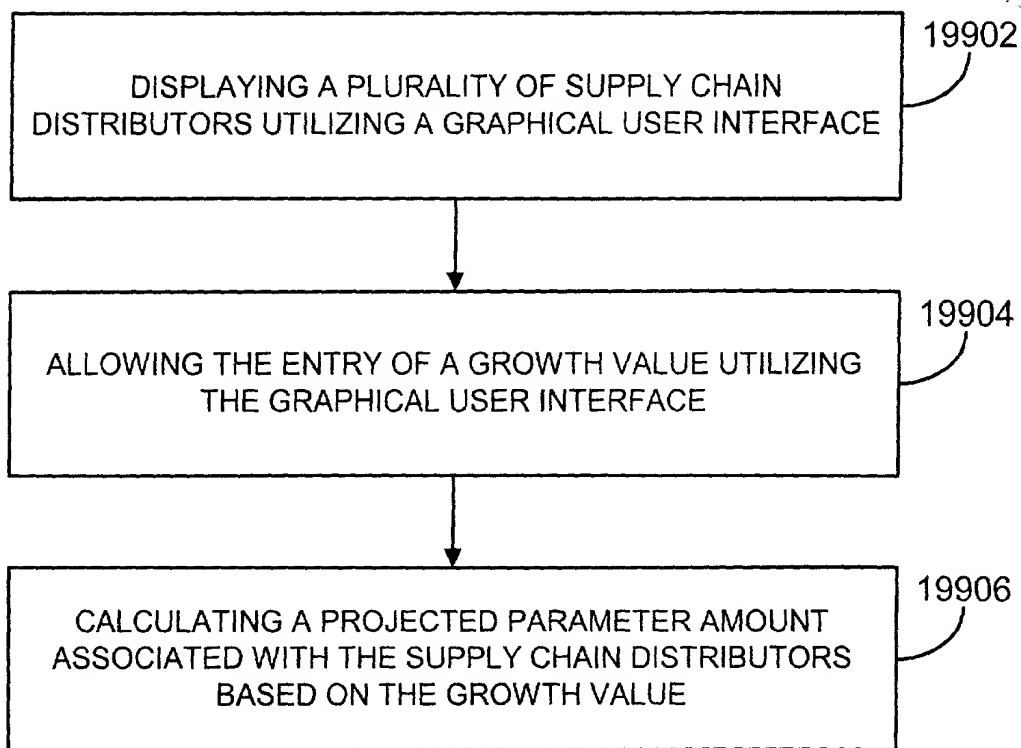 19902
DISPLAYING A PLURALITY OF SUPPLY CHAIN
DISTRIBUTORS UTILIZING A GRAPHICAL USER INTERFACE
19904
ALLOWING THE ENTRY OF A GROWTH VALUE UTILIZING
THE GRAPHICAL USER INTERFACE
19906
CALCULATING A PROJECTED PARAMETER AMOUNT
ASSOCIATED WITH THE SUPPLY CHAIN DISTRIBUTORS
BASED ON THE GROWTH VALUE